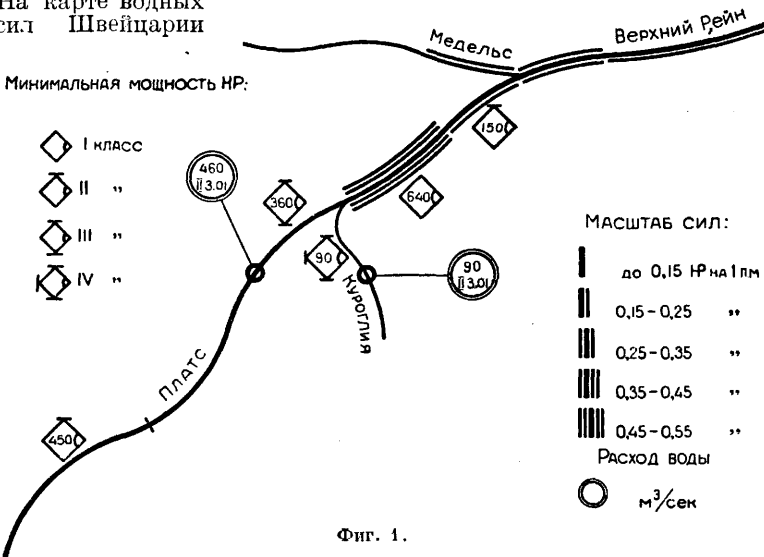 На карте водных
сил Швейцарии
Медельс
Верхний Рейн
Минимальная мощность HP:
I класс
II „
III „
IV „
460
II 3.01
360
150
640
90
90
II 3.01
Куроглия
Платс
450
Масштаб сил:
до 0,15 HP на 1 пм
0,15-0,25 „
0,25-0,35 „
0,35-0,45 „
0,45-0,55 „
Расход воды
м³/сек
Фиг. 1.